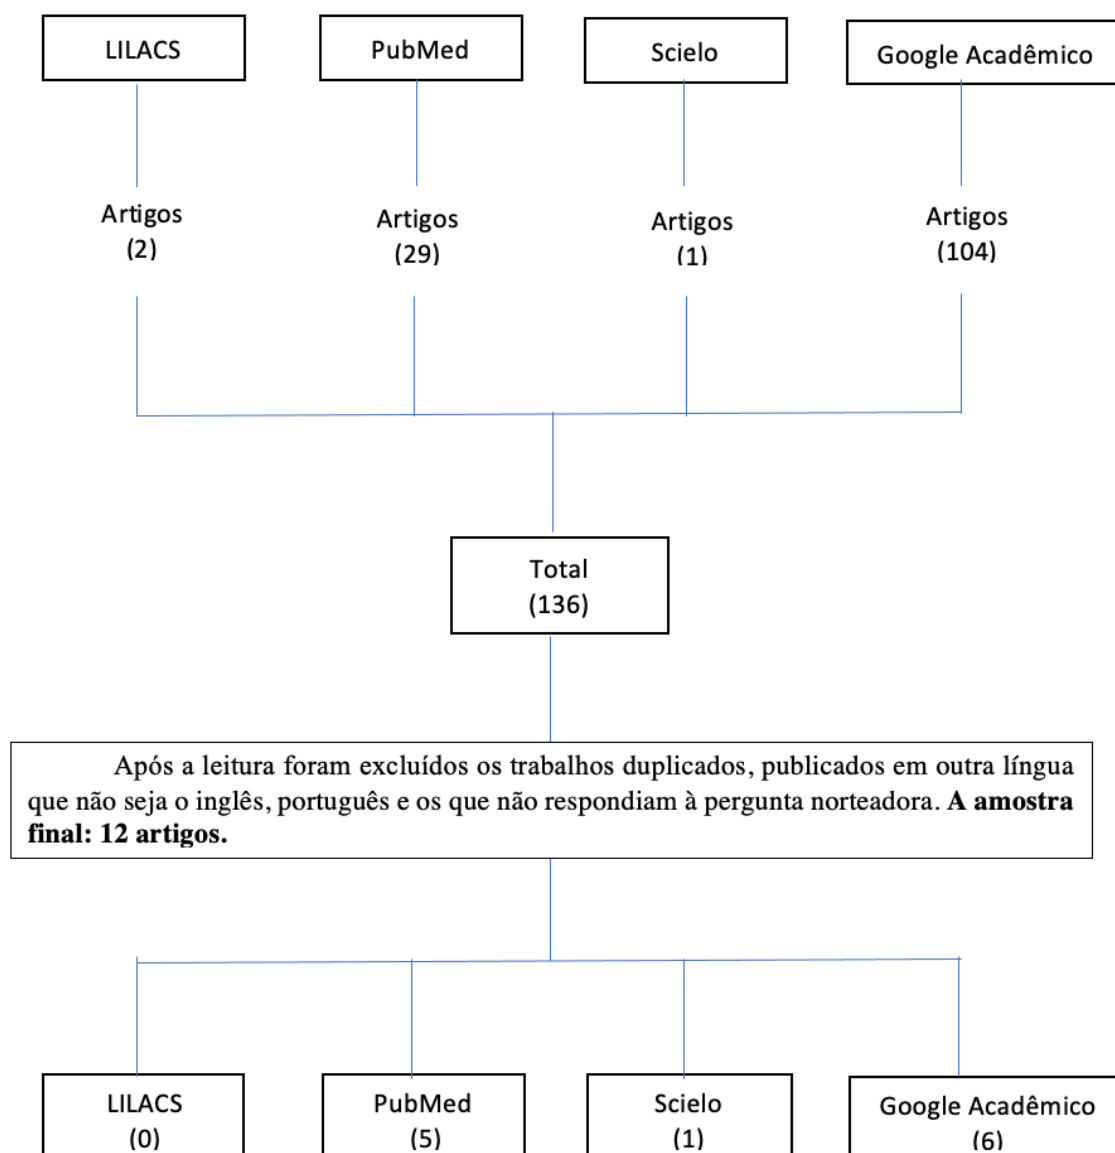 LILACS
PubMed
Scielo
Google Acadêmico
Artigos
(2)
Artigos
(29)
Artigos
(1)
Artigos
(104)
Total
(136)
Após a leitura foram excluídos os trabalhos duplicados, publicados em outra língua
que não seja o inglês, português e os que não respondiam à pergunta norteadora. A amostra
final: 12 artigos.
LILACS
(0)
PubMed
(5)
Scielo
(1)
Google Acadêmico
(6)